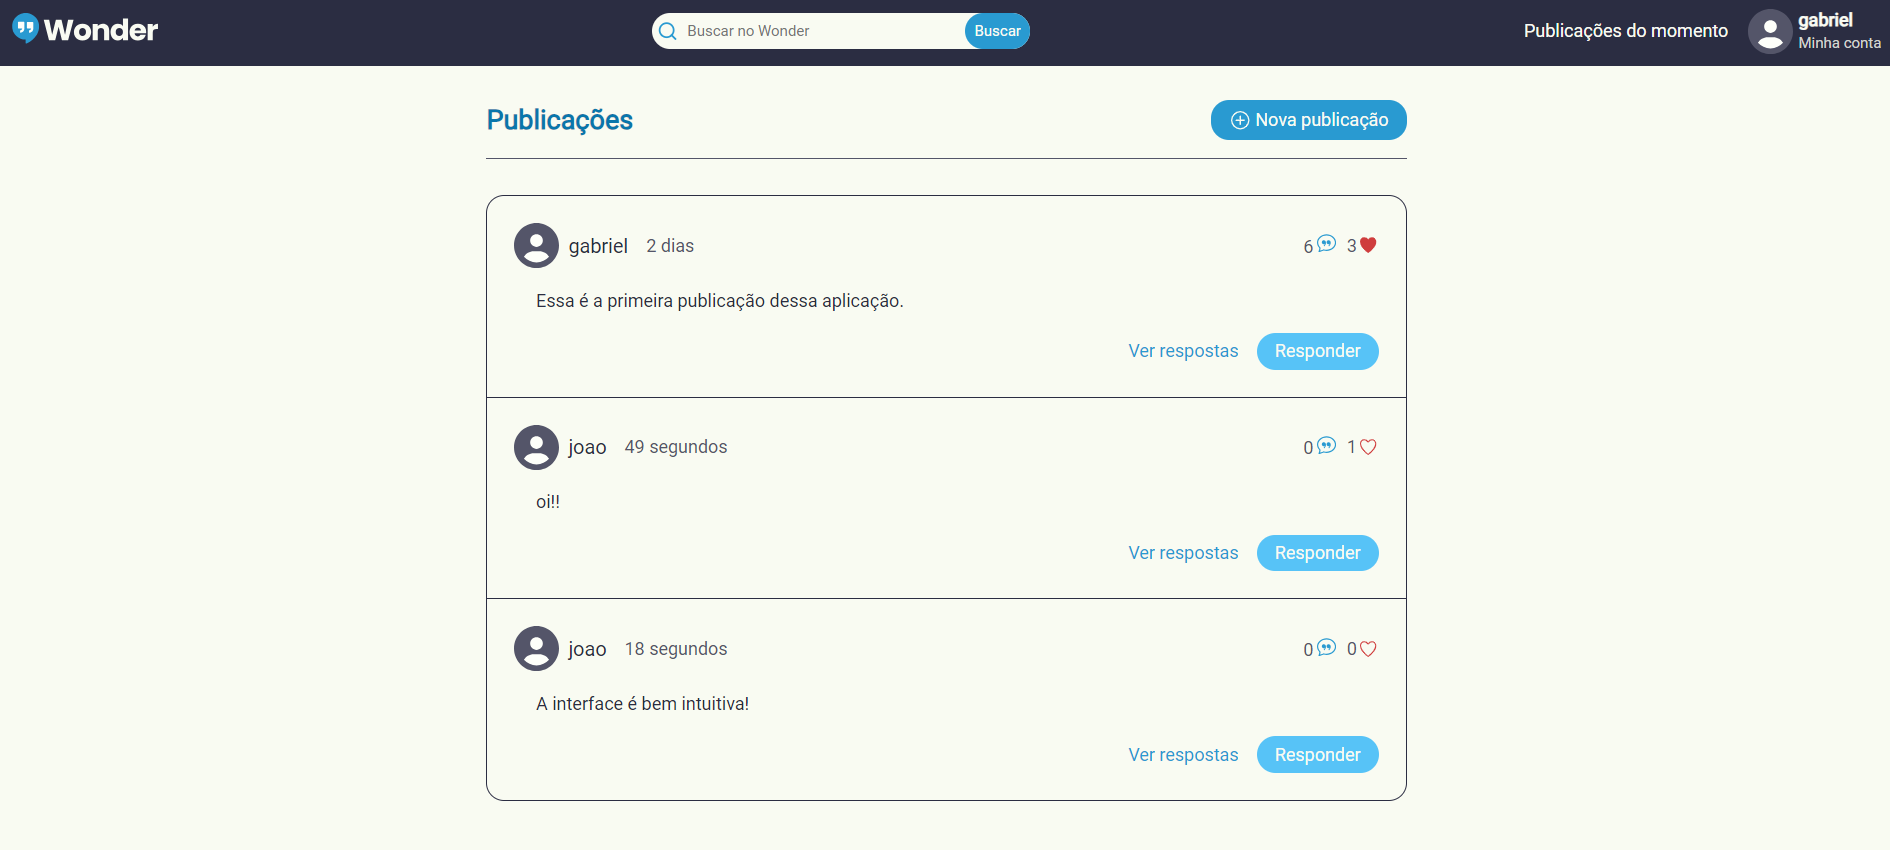 Wonder
Buscar no Wonder
Buscar
Publicações do momento
gabriel
Minha conta
Publicações
Nova publicação
gabriel 2 dias 6 3
Essa é a primeira publicação dessa aplicação.
Ver respostas Responder
joao 49 segundos 0 1
oi!!
Ver respostas Responder
joao 18 segundos 0 0
A interface é bem intuitiva!
Ver respostas Responder